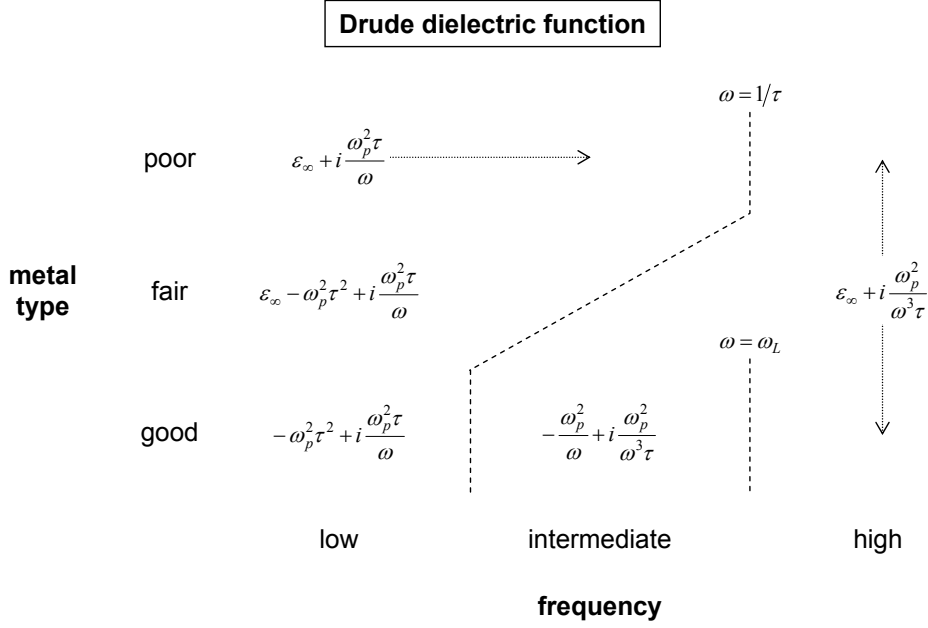 Drude dielectric function
ω = 1/τ
poor
ε∞ + i ωp²τ/ω
metal type
fair
ε∞ − ωp²τ² + i ωp²τ/ω
ε∞ + i ωp²/ω³τ
ω = ωL
good
− ωp²τ² + i ωp²τ/ω
− ωp²/ω + i ωp²/ω³τ
low
intermediate
high
frequency